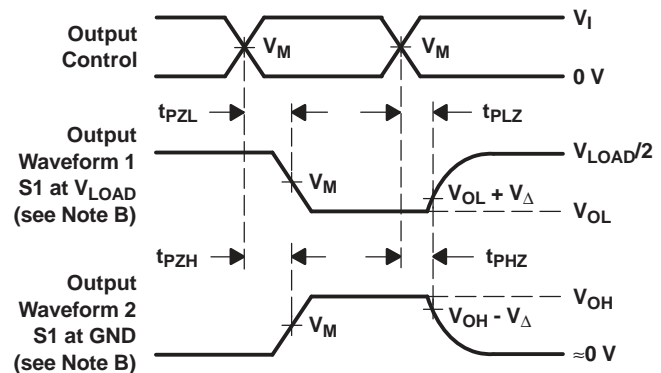 Output
Control
V_M
V_M
V_I
0 V
t_PZL
t_PLZ
Output
Waveform 1
S1 at V_LOAD
(see Note B)
V_M
V_LOAD/2
V_OL + V_Δ
V_OL
t_PZH
t_PHZ
Output
Waveform 2
S1 at GND
(see Note B)
V_M
V_OH
V_OH - V_Δ
≈0 V